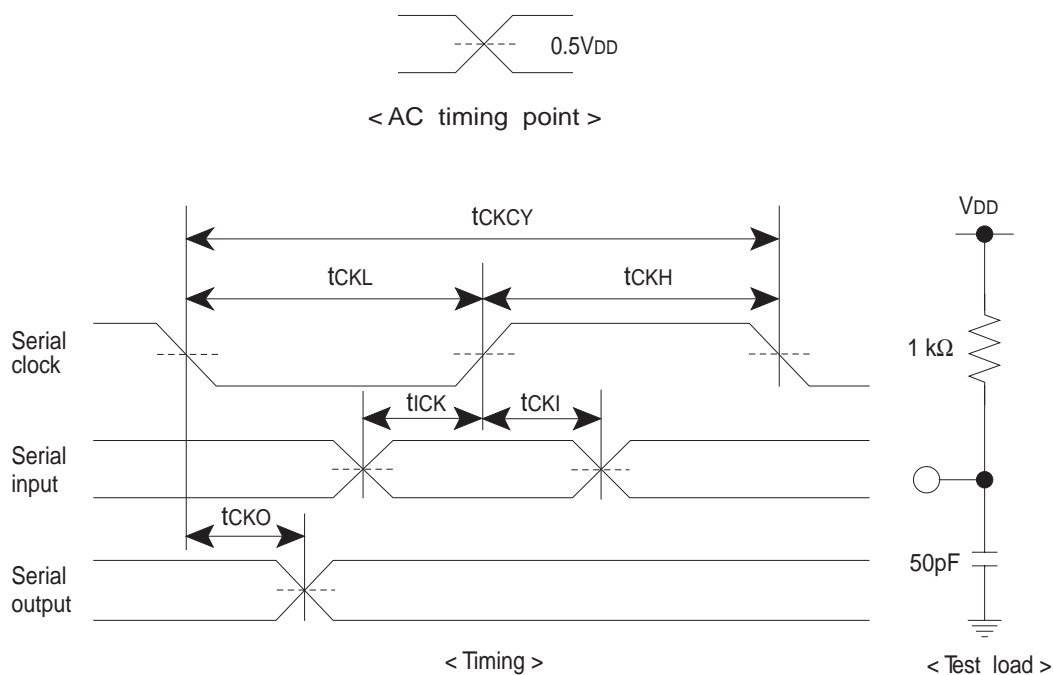 0.5VDD
< AC timing point >
tCKCY
VDD
tCKL
tCKH
Serial
clock
1 kΩ
tICK
tCKI
Serial
input
tCKO
50pF
Serial
output
< Timing >
< Test load >